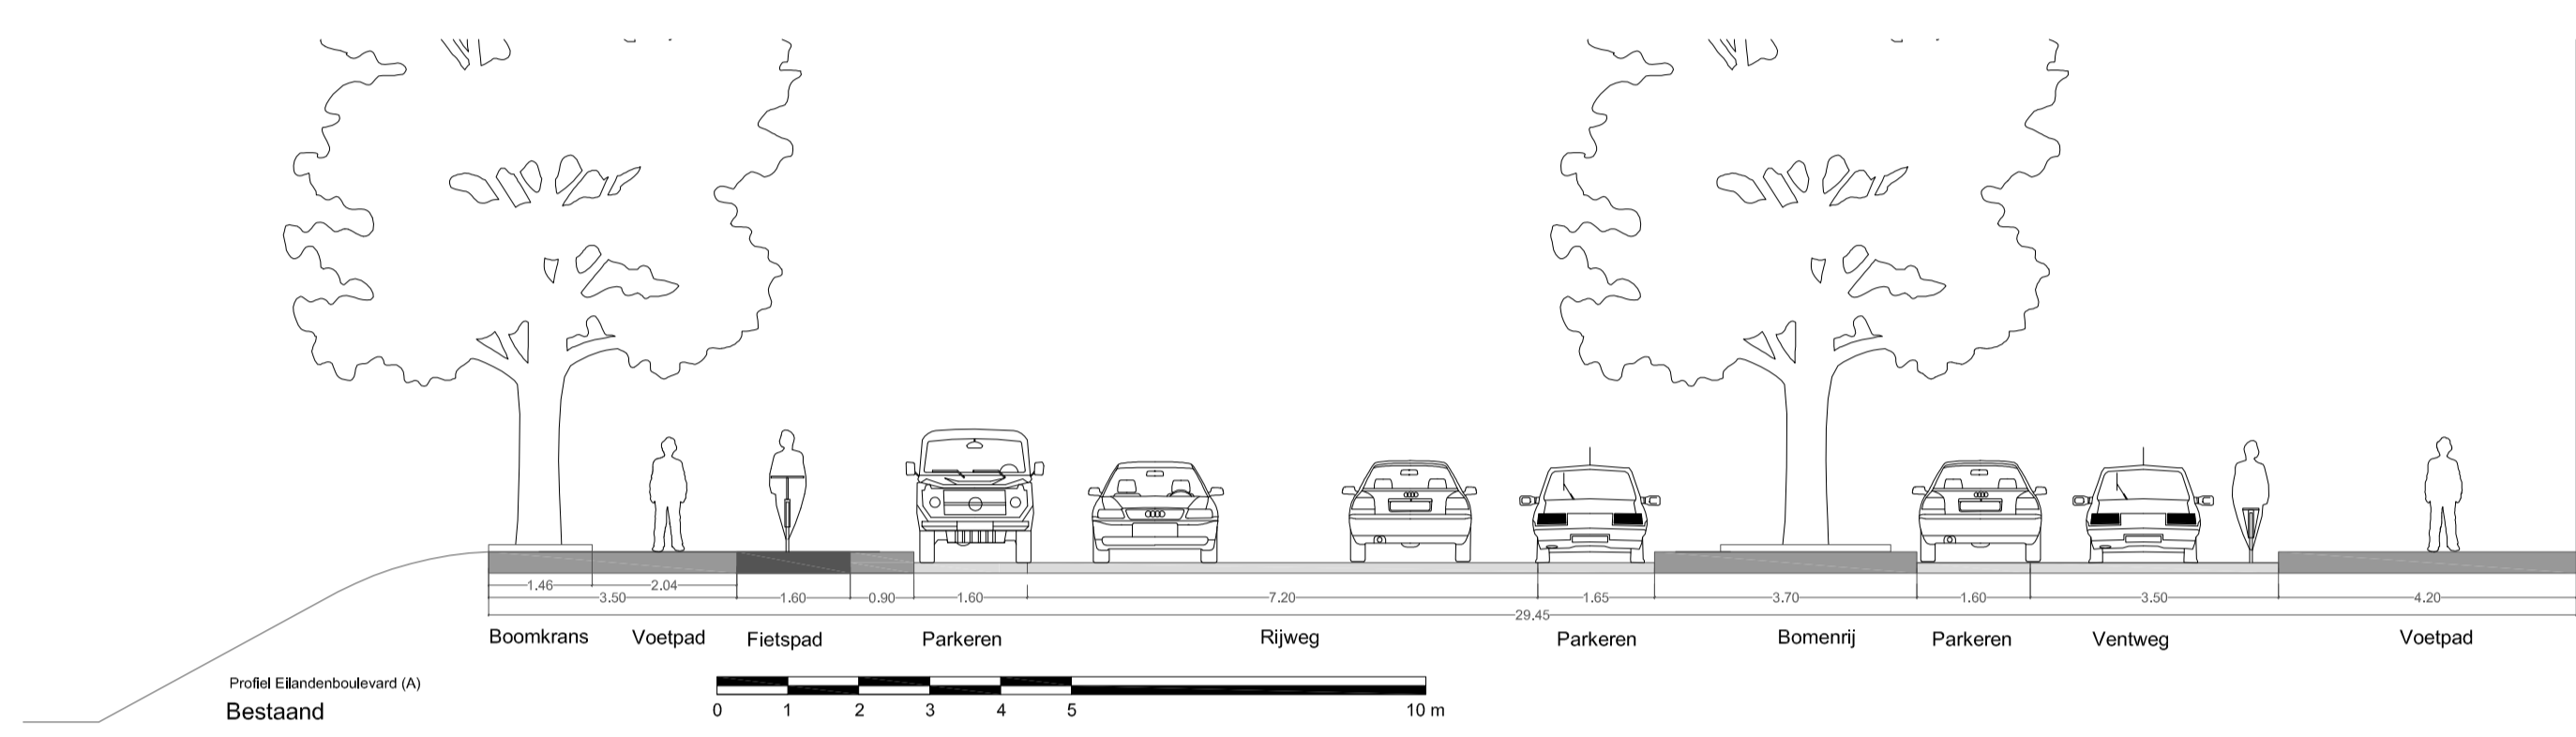 1.46 2.04
3.50 1.60 0.90 1.60 7.20 1.65 3.70 1.60 3.50 4.20
29.45
Boomkrans Voetpad Fietspad Parkeren Rijweg Parkeren Bomenrij Parkeren Ventweg Voetpad
Profiel Eilandenboulevard (A)
Bestaand
0 1 2 3 4 5 10 m